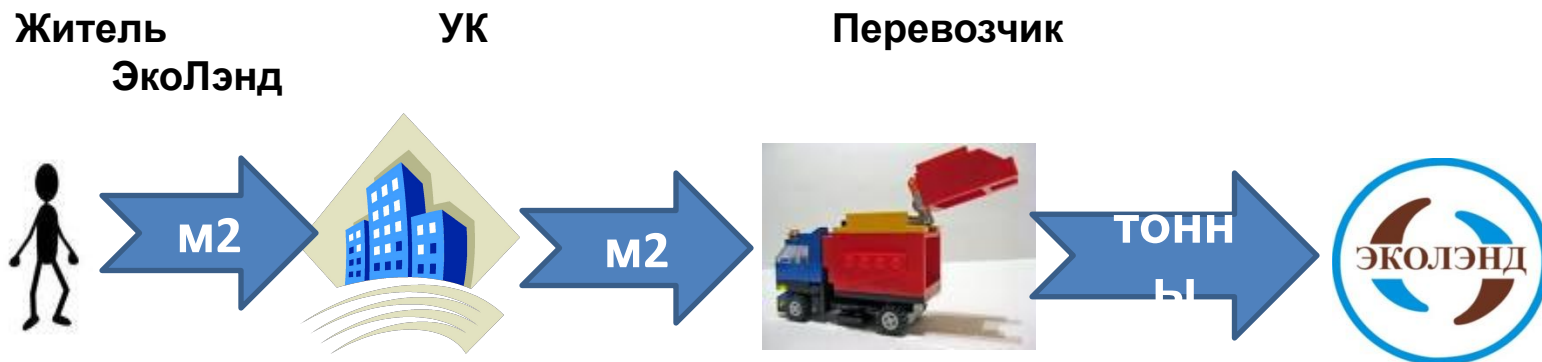 Житель УК Перевозчик
ЭкоЛэнд
м2
м2
тонн
ы
ЭКОЛЭНД